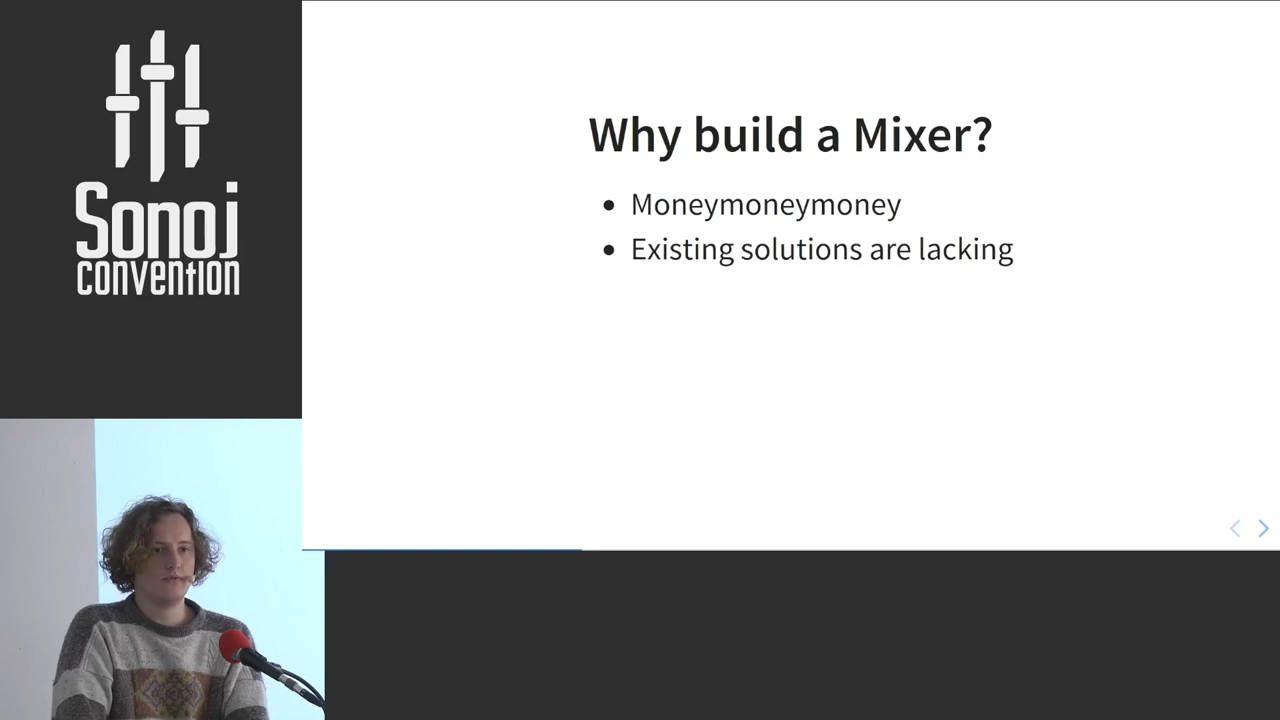 Sonoj
convention
Why build a Mixer?
Moneymoneymoney
Existing solutions are lacking